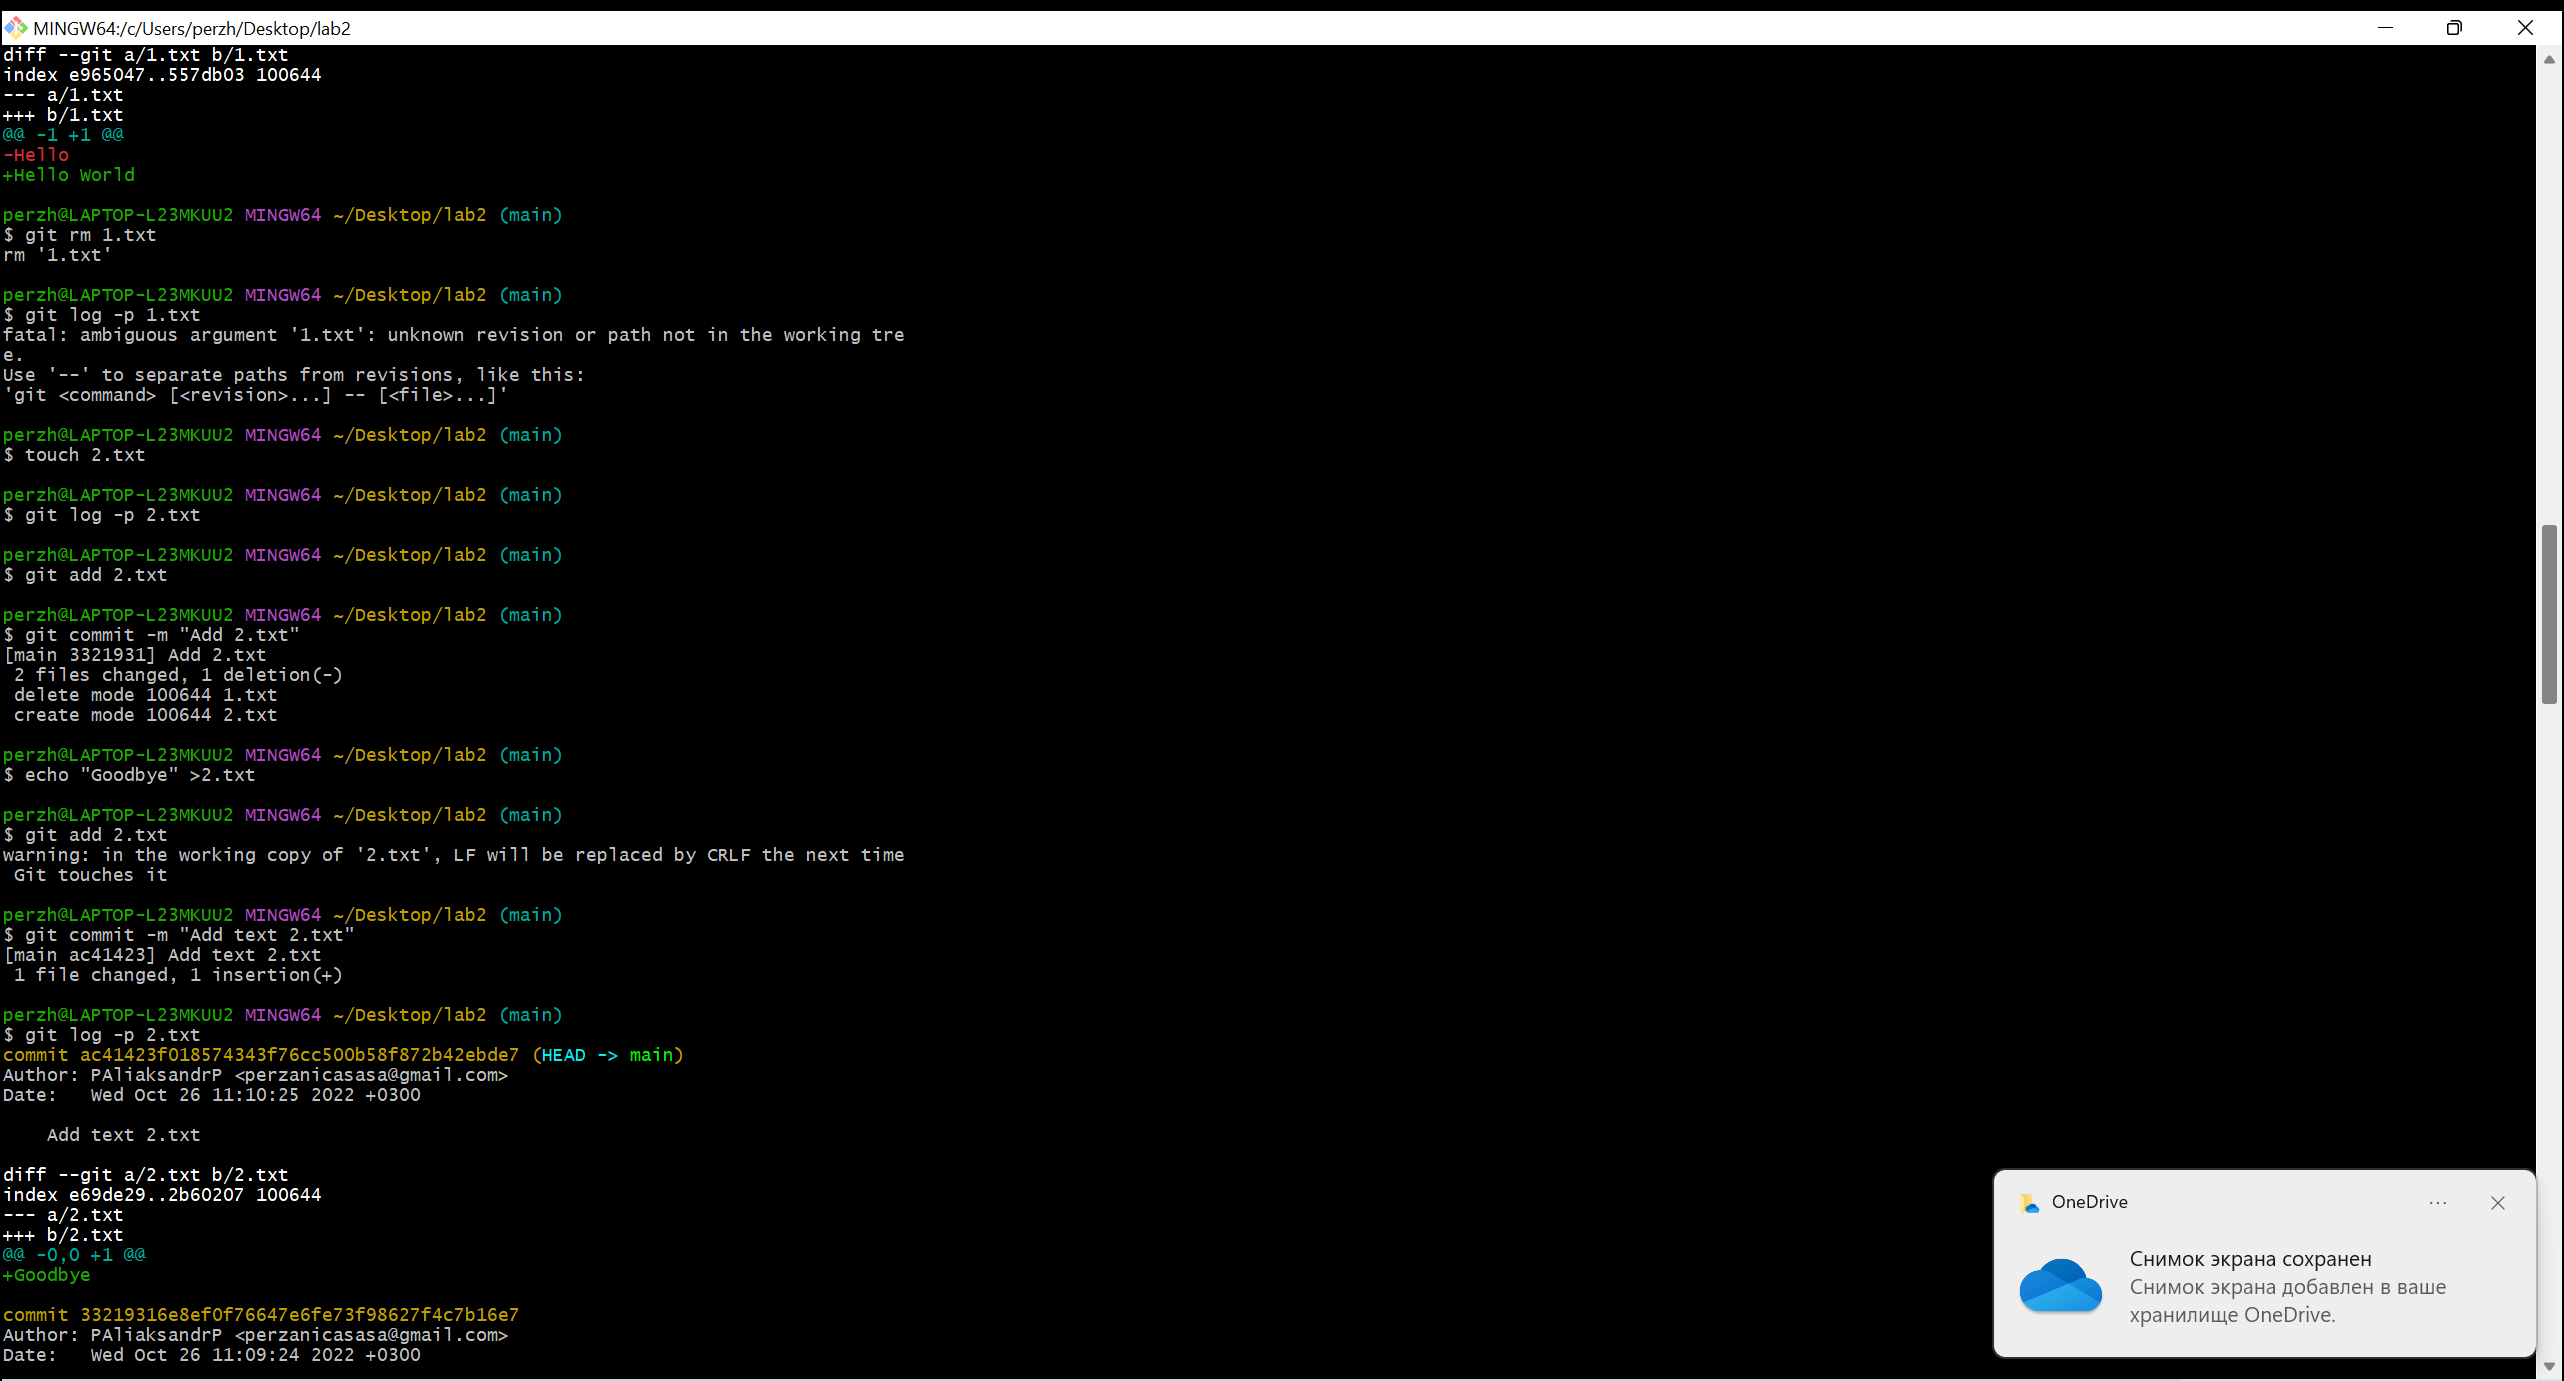 MINGW64:/c/Users/perzh/Desktop/lab2
diff --git a/1.txt b/1.txt
index e965047..557db03 100644
--- a/1.txt
+++ b/1.txt
@@ -1 +1 @@
-Hello
+Hello World
perzh@LAPTOP-L23MKUU2 MINGW64 ~/Desktop/lab2 (main)
$ git rm 1.txt
rm '1.txt'
perzh@LAPTOP-L23MKUU2 MINGW64 ~/Desktop/lab2 (main)
$ git log -p 1.txt
fatal: ambiguous argument '1.txt': unknown revision or path not in the working tre
e.
Use '--' to separate paths from revisions, like this:
'git <command> [<revision>...] -- [<file>...]'
perzh@LAPTOP-L23MKUU2 MINGW64 ~/Desktop/lab2 (main)
$ touch 2.txt
perzh@LAPTOP-L23MKUU2 MINGW64 ~/Desktop/lab2 (main)
$ git log -p 2.txt
perzh@LAPTOP-L23MKUU2 MINGW64 ~/Desktop/lab2 (main)
$ git add 2.txt
perzh@LAPTOP-L23MKUU2 MINGW64 ~/Desktop/lab2 (main)
$ git commit -m "Add 2.txt"
[main 3321931] Add 2.txt
 2 files changed, 1 deletion(-)
 delete mode 100644 1.txt
 create mode 100644 2.txt
perzh@LAPTOP-L23MKUU2 MINGW64 ~/Desktop/lab2 (main)
$ echo "Goodbye" >2.txt
perzh@LAPTOP-L23MKUU2 MINGW64 ~/Desktop/lab2 (main)
$ git add 2.txt
warning: in the working copy of '2.txt', LF will be replaced by CRLF the next time
 Git touches it
perzh@LAPTOP-L23MKUU2 MINGW64 ~/Desktop/lab2 (main)
$ git commit -m "Add text 2.txt"
[main ac41423] Add text 2.txt
 1 file changed, 1 insertion(+)
perzh@LAPTOP-L23MKUU2 MINGW64 ~/Desktop/lab2 (main)
$ git log -p 2.txt
commit ac41423f018574343f76cc500b58f872b42ebde7 (HEAD -> main)
Author: PAliaksandrP <perzanicasasa@gmail.com>
Date:   Wed Oct 26 11:10:25 2022 +0300
    Add text 2.txt
diff --git a/2.txt b/2.txt
index e69de29..2b60207 100644
--- a/2.txt
+++ b/2.txt
@@ -0,0 +1 @@
+Goodbye
commit 33219316e8ef0f76647e6fe73f98627f4c7b16e7
Author: PAliaksandrP <perzanicasasa@gmail.com>
Date:   Wed Oct 26 11:09:24 2022 +0300
OneDrive
Снимок экрана сохранен
Снимок экрана добавлен в ваше
хранилище OneDrive.